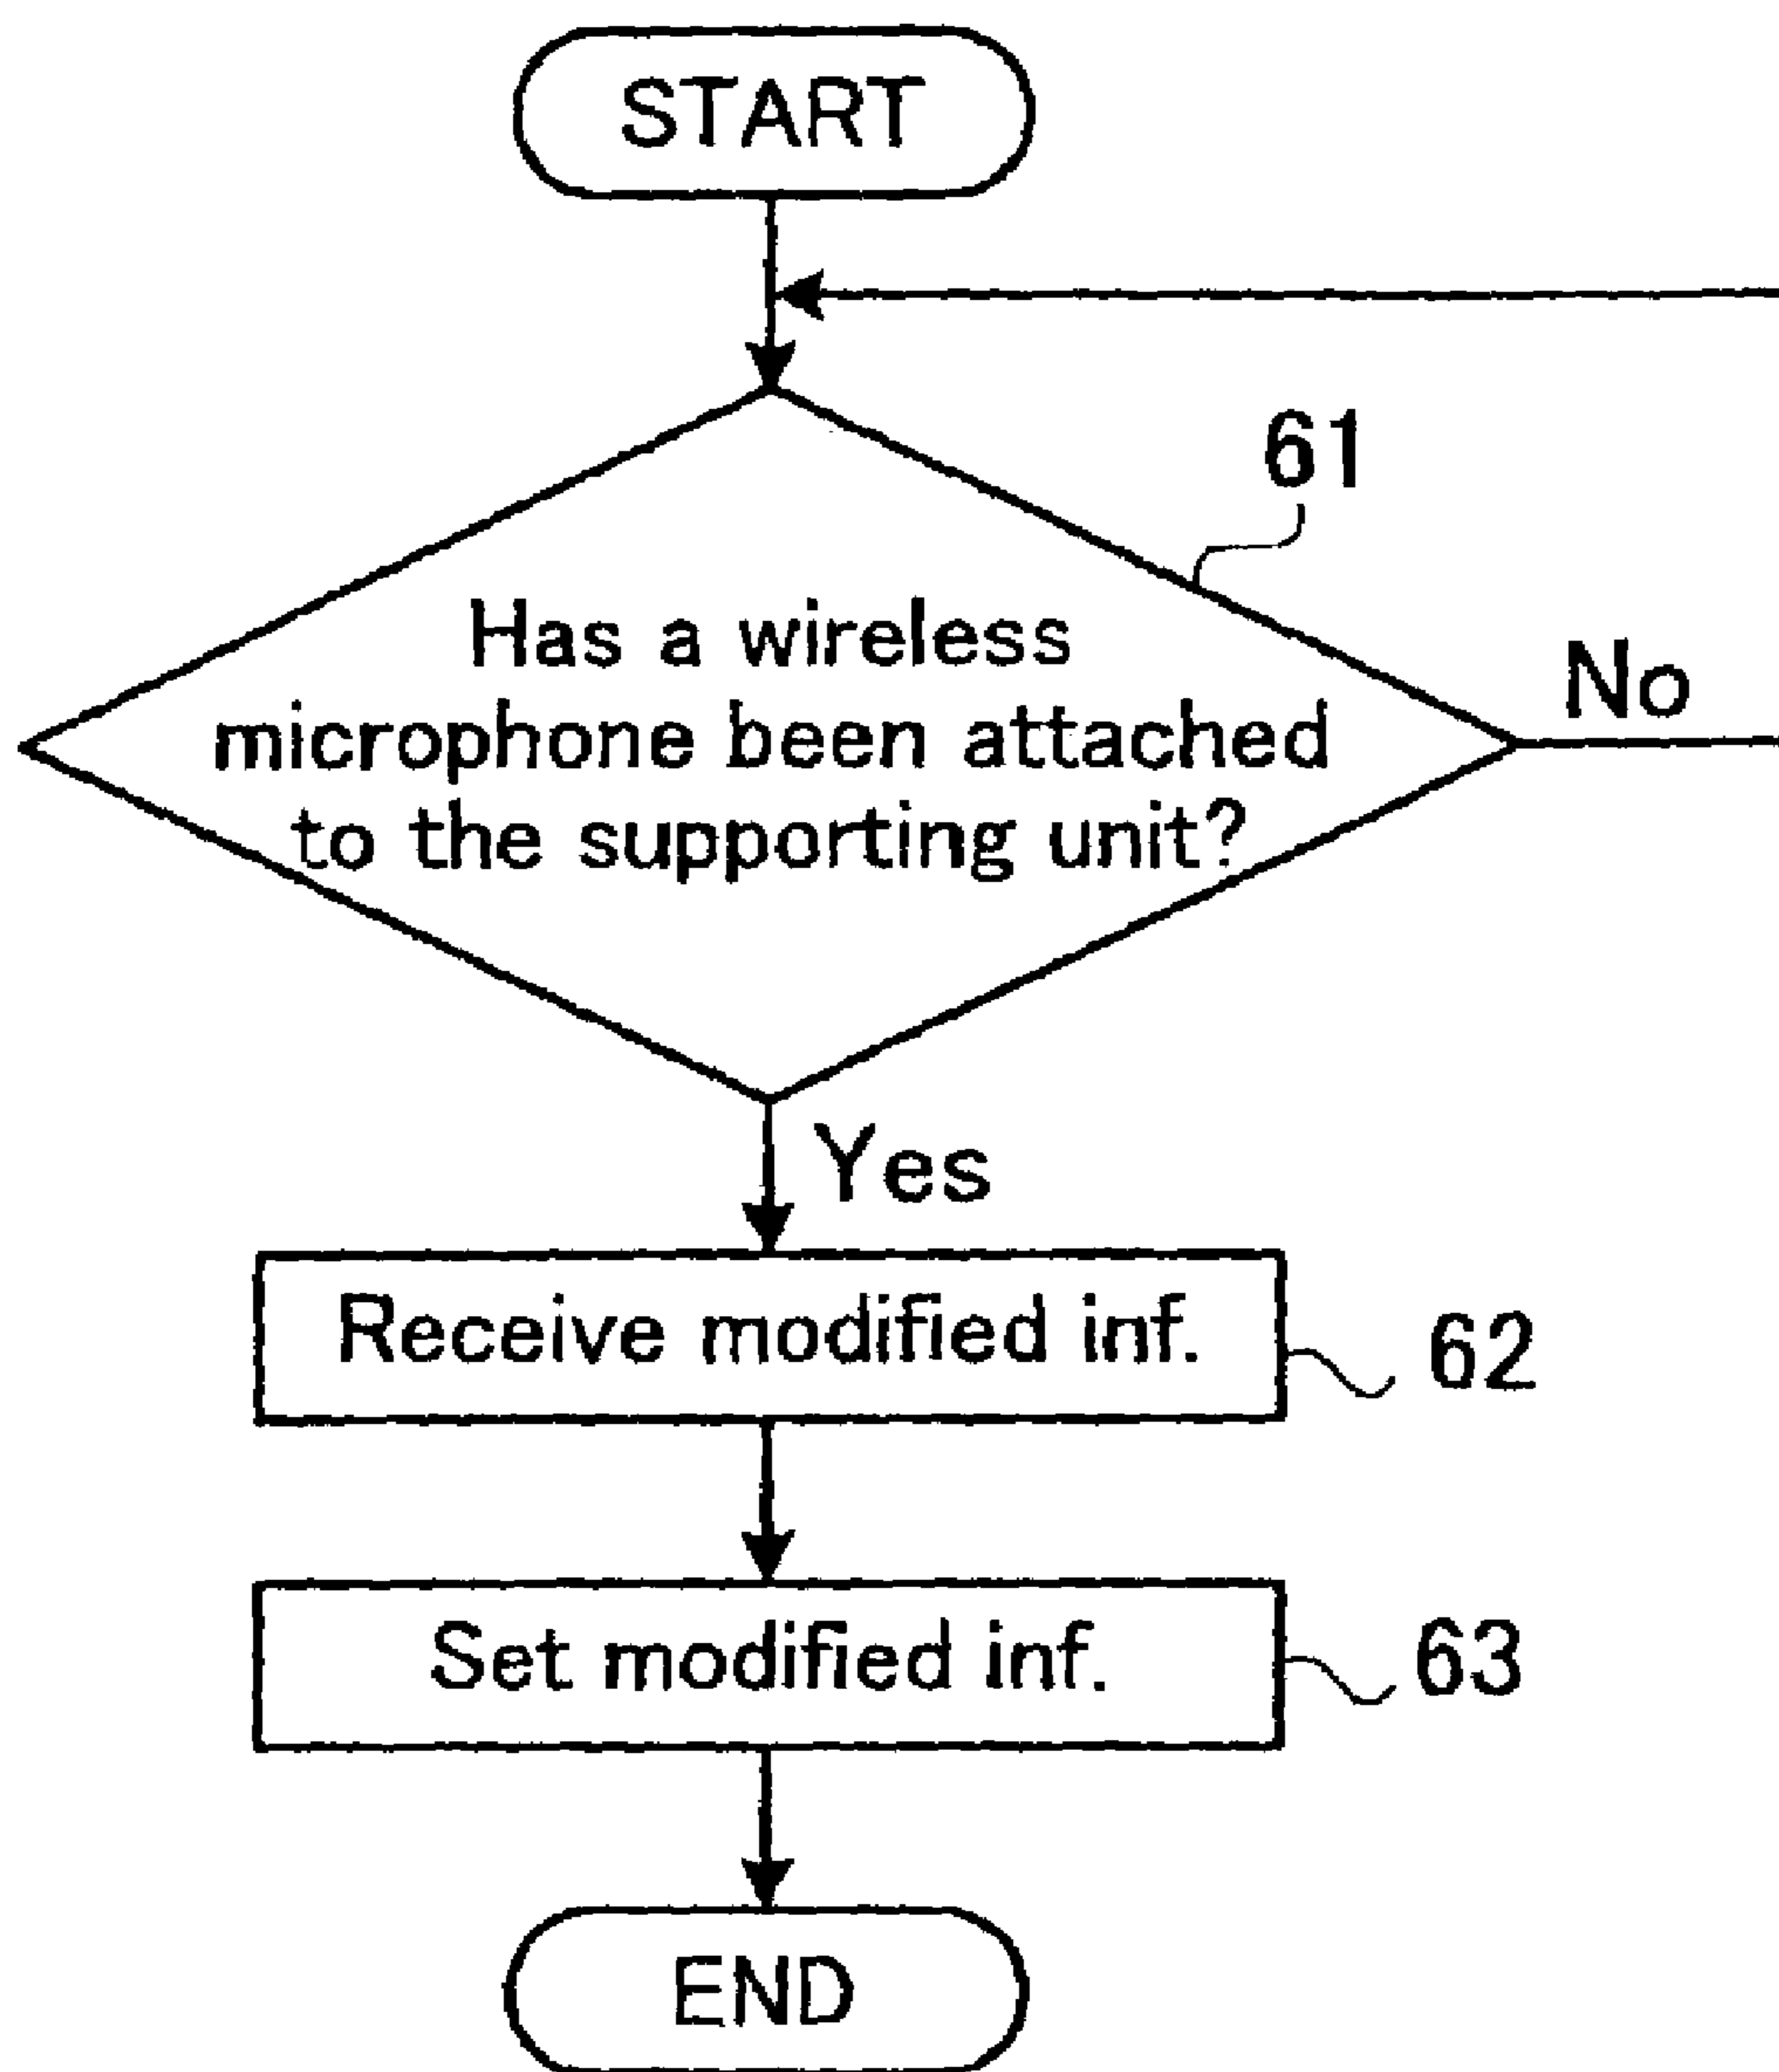 START
61
Has a wireless
microphone been attached
to the supporting unit?
No
Yes
Receive modified inf.
62
Set modified inf.
63
END